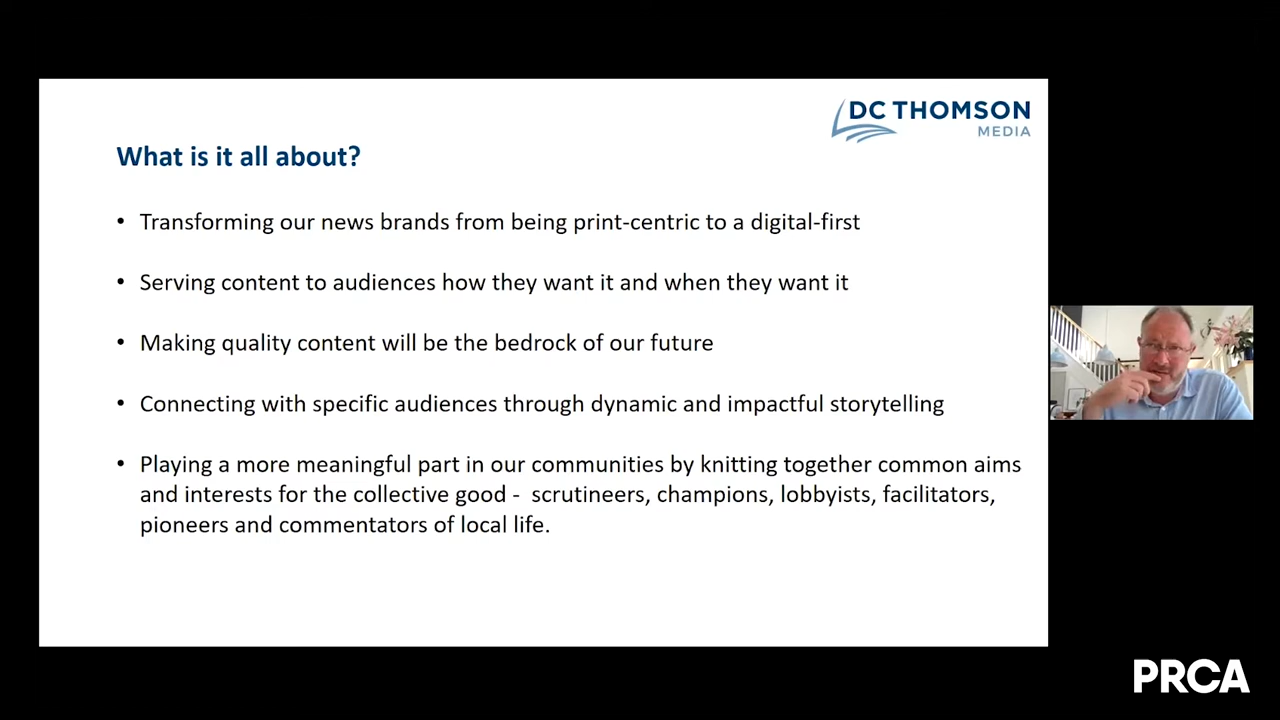 DC THOMSON
MEDIA
What is it all about?
• Transforming our news brands from being print-centric to a digital-first
• Serving content to audiences how they want it and when they want it
• Making quality content will be the bedrock of our future
• Connecting with specific audiences through dynamic and impactful storytelling
• Playing a more meaningful part in our communities by knitting together common aims
and interests for the collective good -  scrutineers, champions, lobbyists, facilitators,
pioneers and commentators of local life.
PRCA